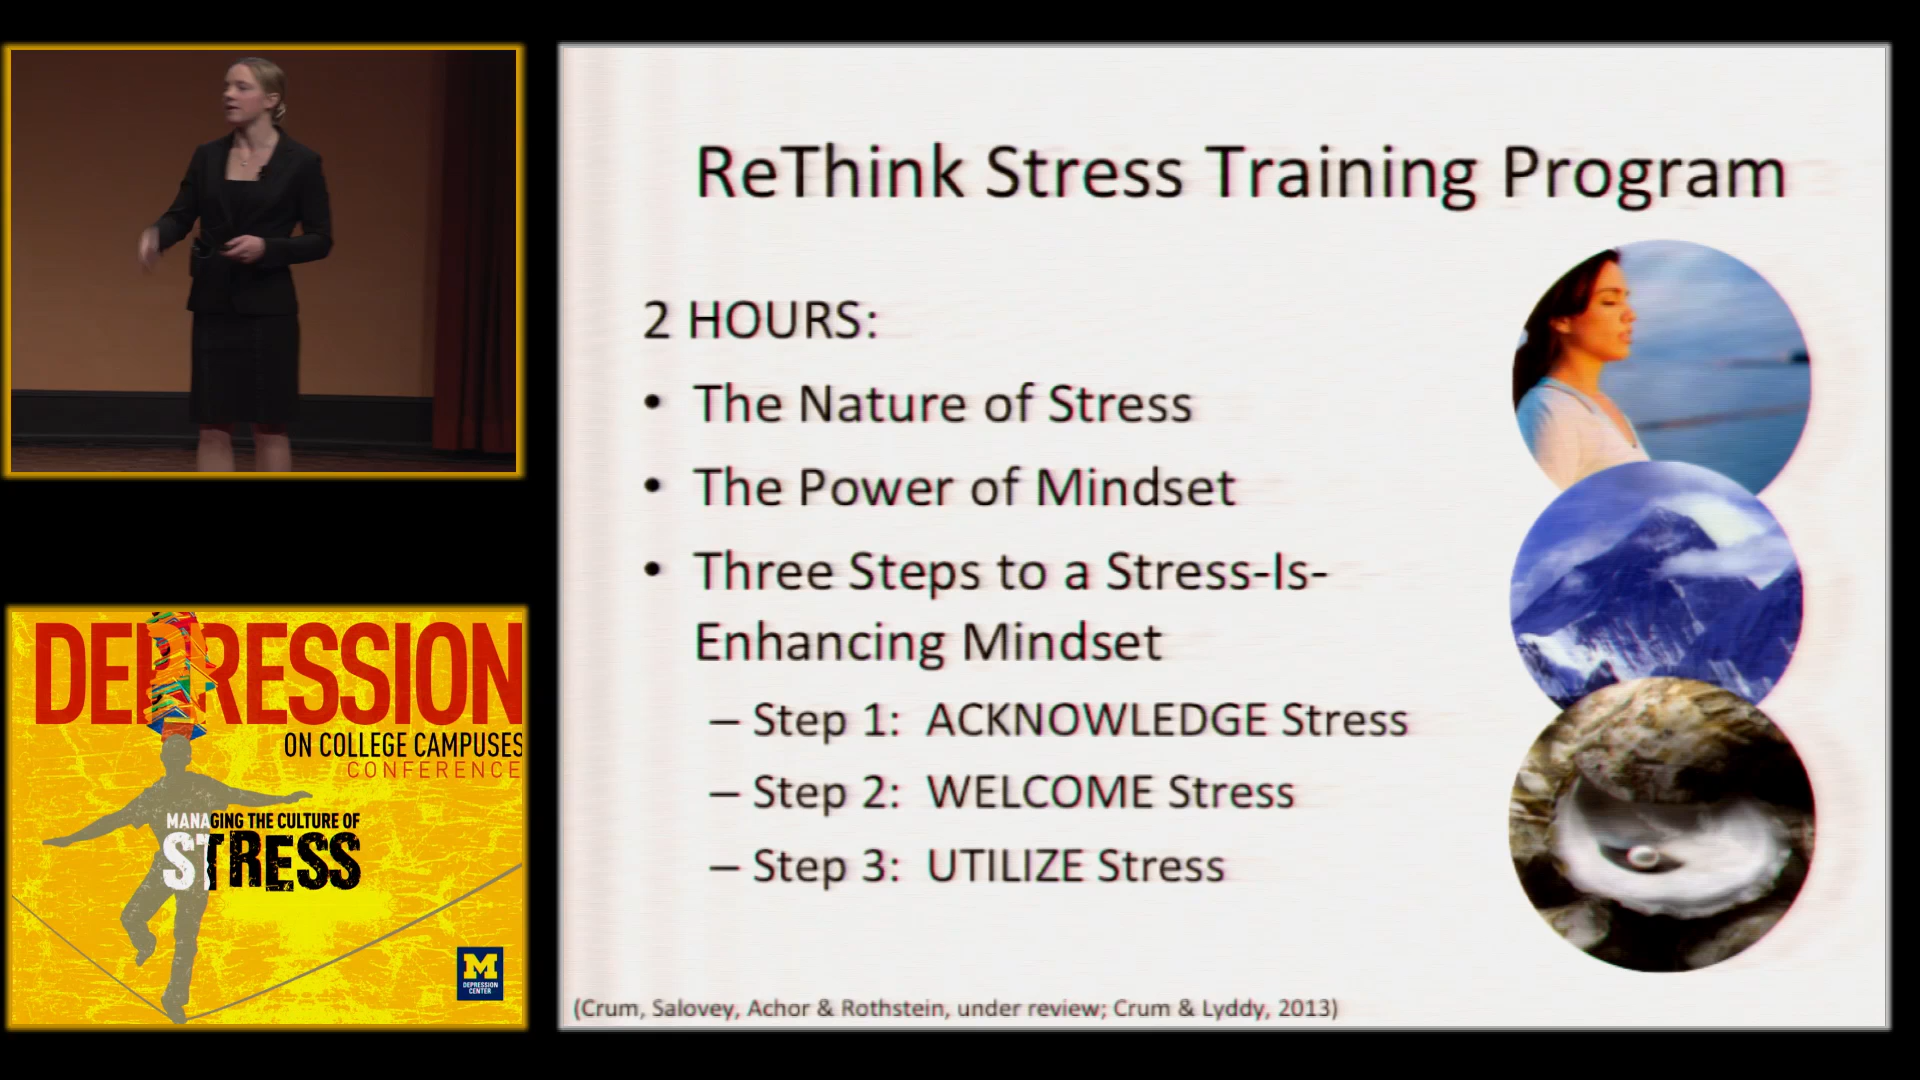 ReThink Stress Training Program
2 HOURS:
• The Nature of Stress
• The Power of Mindset
• Three Steps to a Stress-Is-
Enhancing Mindset
– Step 1: ACKNOWLEDGE Stress
– Step 2: WELCOME Stress
– Step 3: UTILIZE Stress
(Crum, Salovey, Achor & Rothstein, under review; Crum & Lyddy, 2013)
DEPRESSION
ON COLLEGE CAMPUSES
CONFERENCE
MANAGING THE CULTURE OF
STRESS
M
DEPRESSION
CENTER